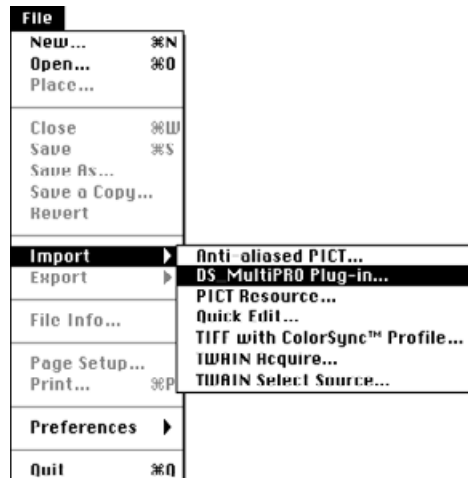 File
New... ⌘N
Open... ⌘O
Place...
Close ⌘W
Save ⌘S
Save As...
Save a Copy...
Revert
Import
Anti-aliased PICT...
Export
DS_MultiPRO Plug-in...
PICT Resource...
File Info...
Quick Edit...
TIFF with ColorSync™ Profile...
Page Setup...
TWAIN Acquire...
Print... ⌘P
TWAIN Select Source...
Preferences
Quit ⌘Q